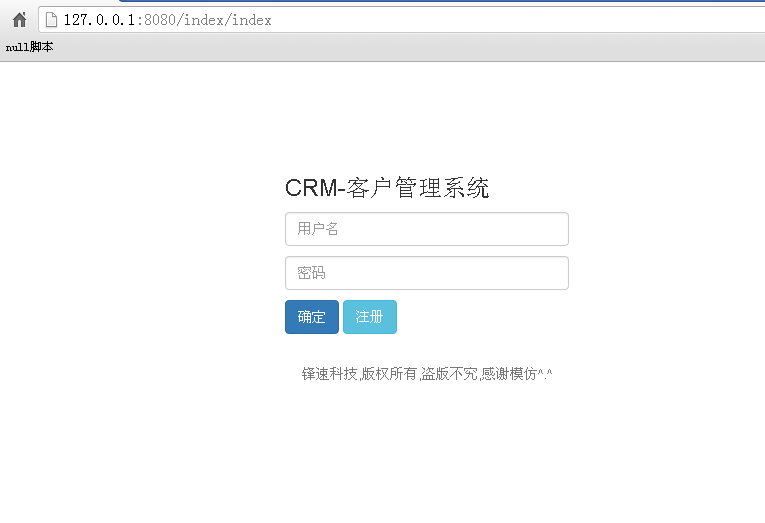 127.0.0.1:8080/index/index
null脚本
CRM-客户管理系统
用户名
密码
确定 注册
锋速科技,版权所有,盗版不究,感谢模仿^.^